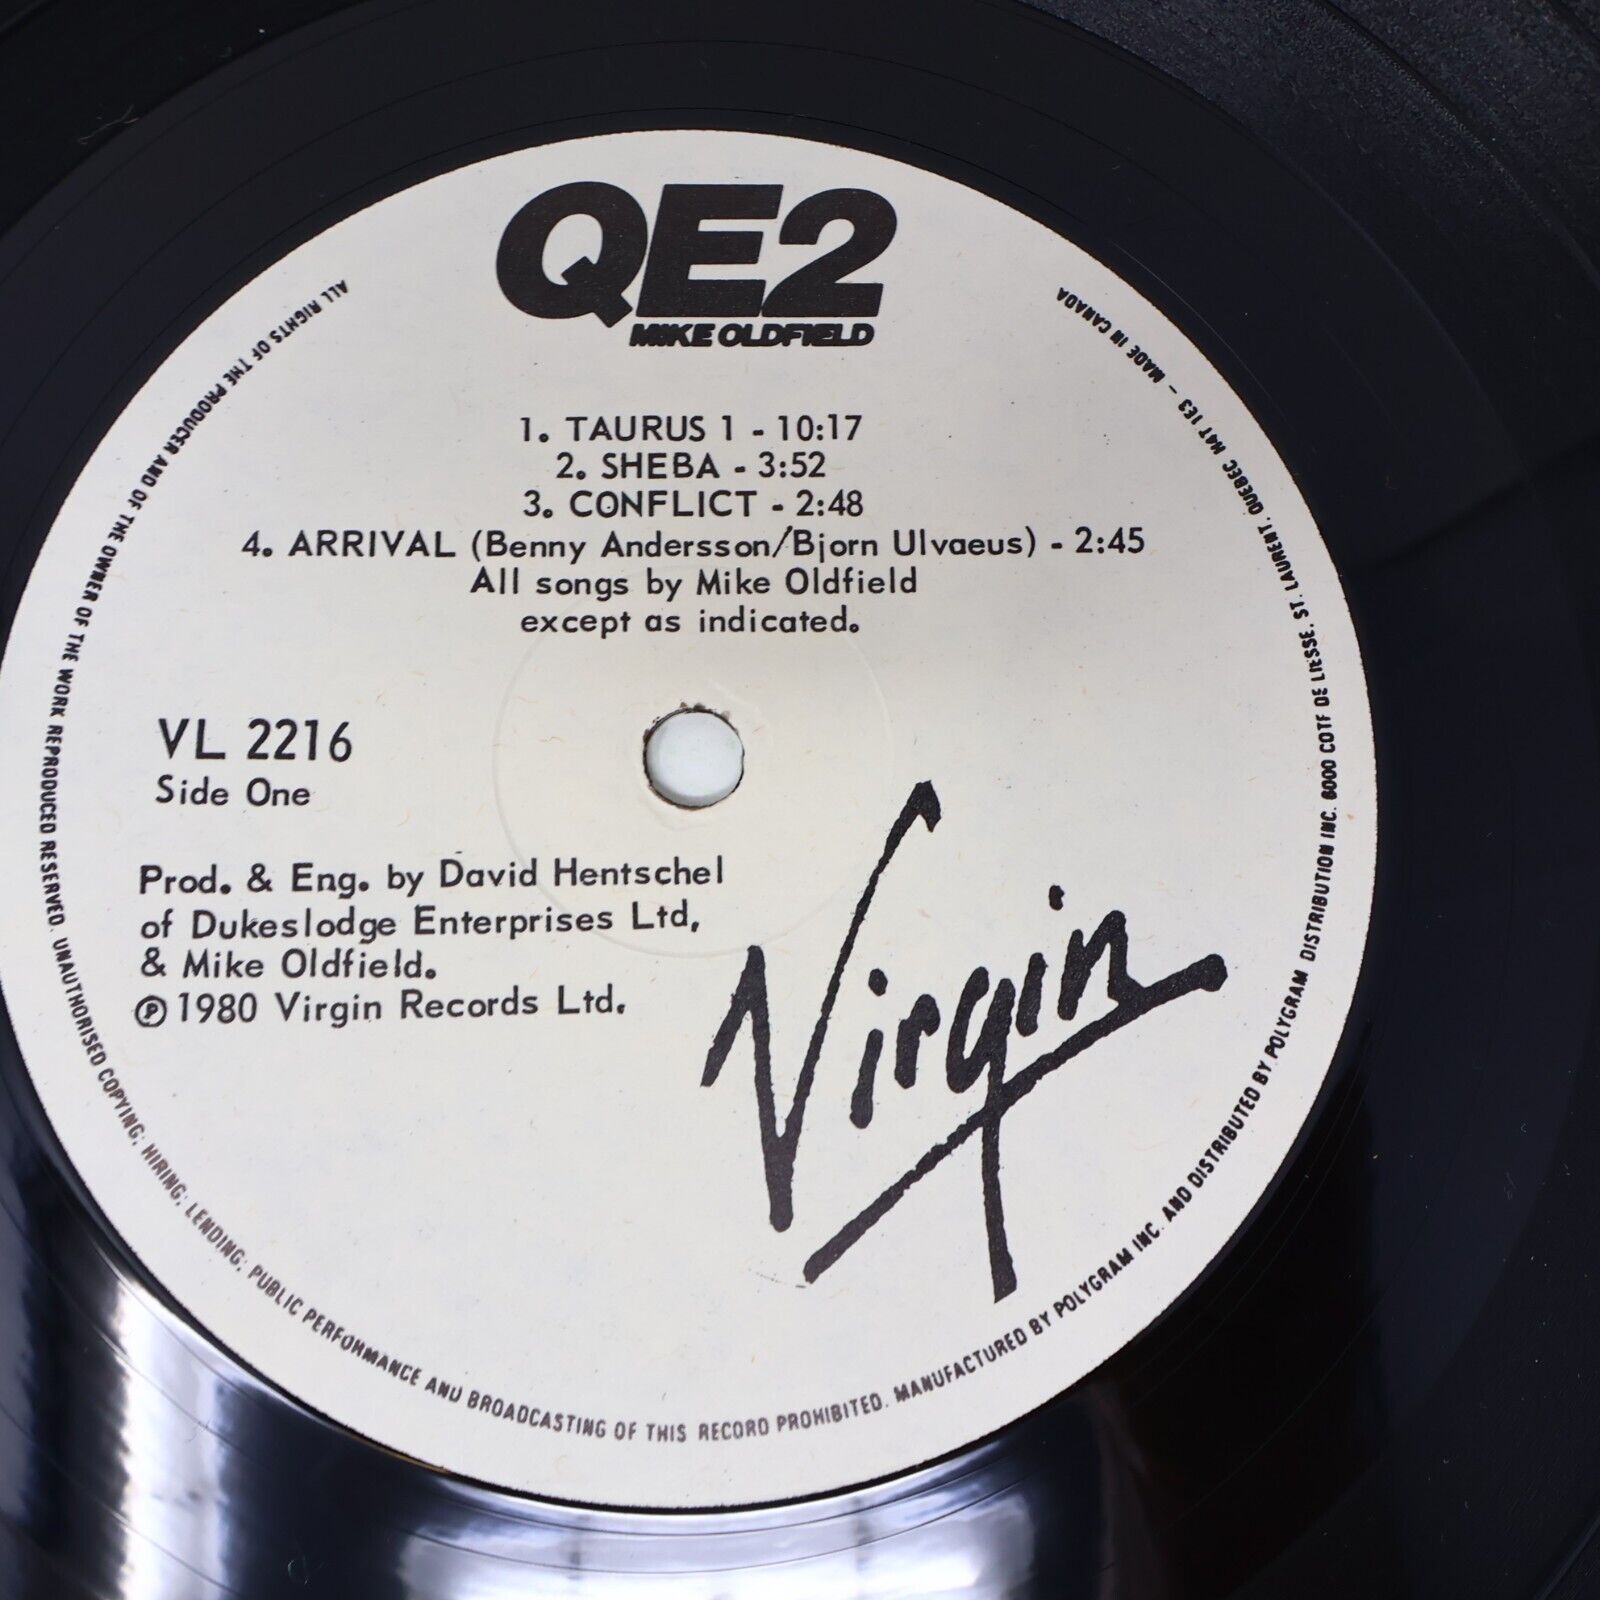 QE2
MIKE OLDFIELD
1. TAURUS 1 - 10:17
2. SHEBA - 3:52
3. CONFLICT - 2:48
4. ARRIVAL (Benny Andersson/Bjorn Ulvaeus) - 2:45
All songs by Mike Oldfield
except as indicated.
VL 2216
Side One
Prod. & Eng. by David Hentschel
of Dukeslodge Enterprises Ltd,
& Mike Oldfield.
℗ 1980 Virgin Records Ltd.
Virgin
ALL RIGHTS OF THE PRODUCER AND OF THE OWNER OF THE WORK REPRODUCED RESERVED. UNAUTHORISED COPYING; HIRING; LENDING; PUBLIC PERFORMANCE AND BROADCASTING OF THIS RECORD PROHIBITED. MANUFACTURED BY POLYGRAM INC. AND DISTRIBUTED BY POLYGRAM DISTRIBUTION INC. 6000 COTE DE LIESSE, ST. LAURENT, QUEBEC H4T 1E3 - MADE IN CANADA